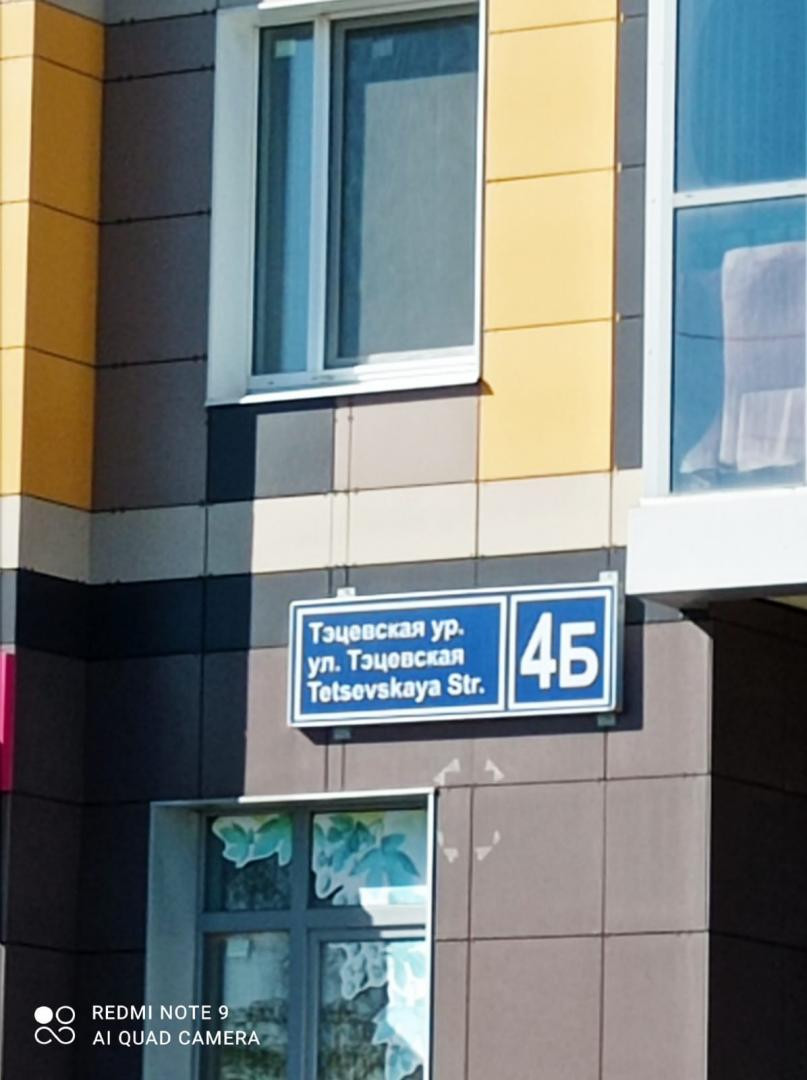 Тэцевская ур.
ул. Тэцевская
Tetsevskaya Str.
4Б
REDMI NOTE 9
AI QUAD CAMERA